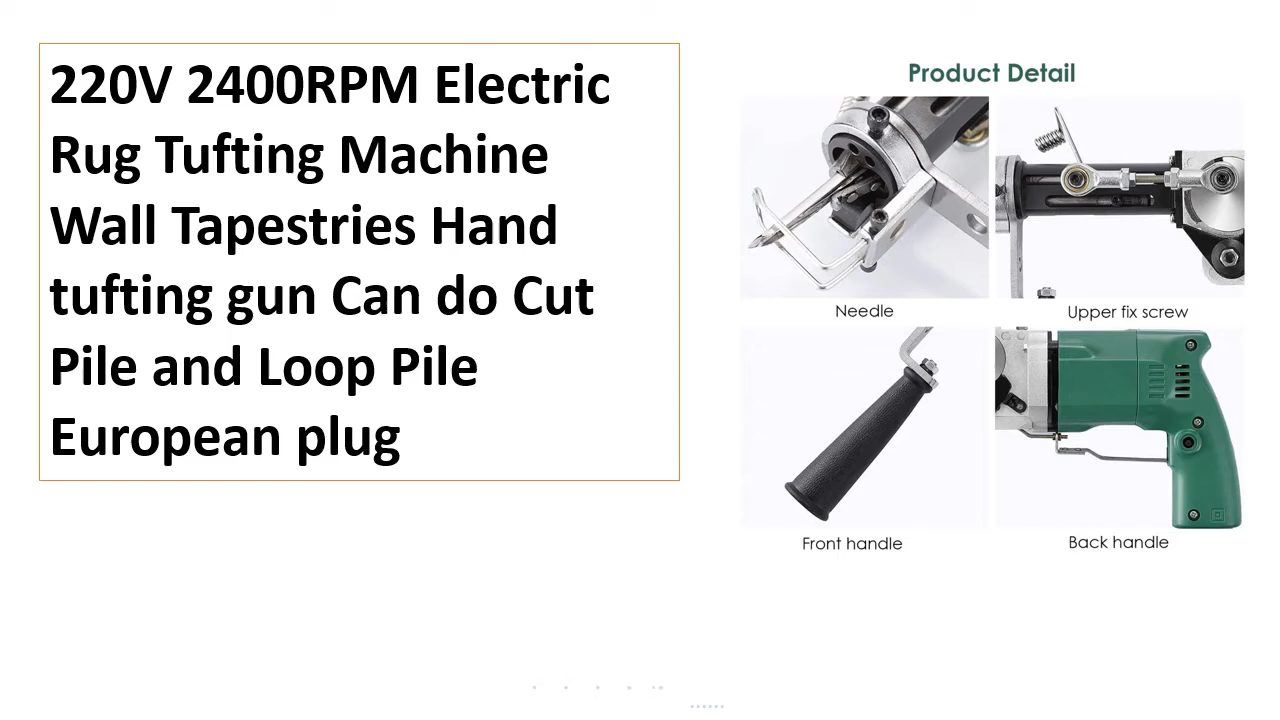 220V 2400RPM Electric
Rug Tufting Machine
Wall Tapestries Hand
tufting gun Can do Cut
Pile and Loop Pile
European plug
Product Detail
Needle
Upper fix screw
Front handle
Back handle